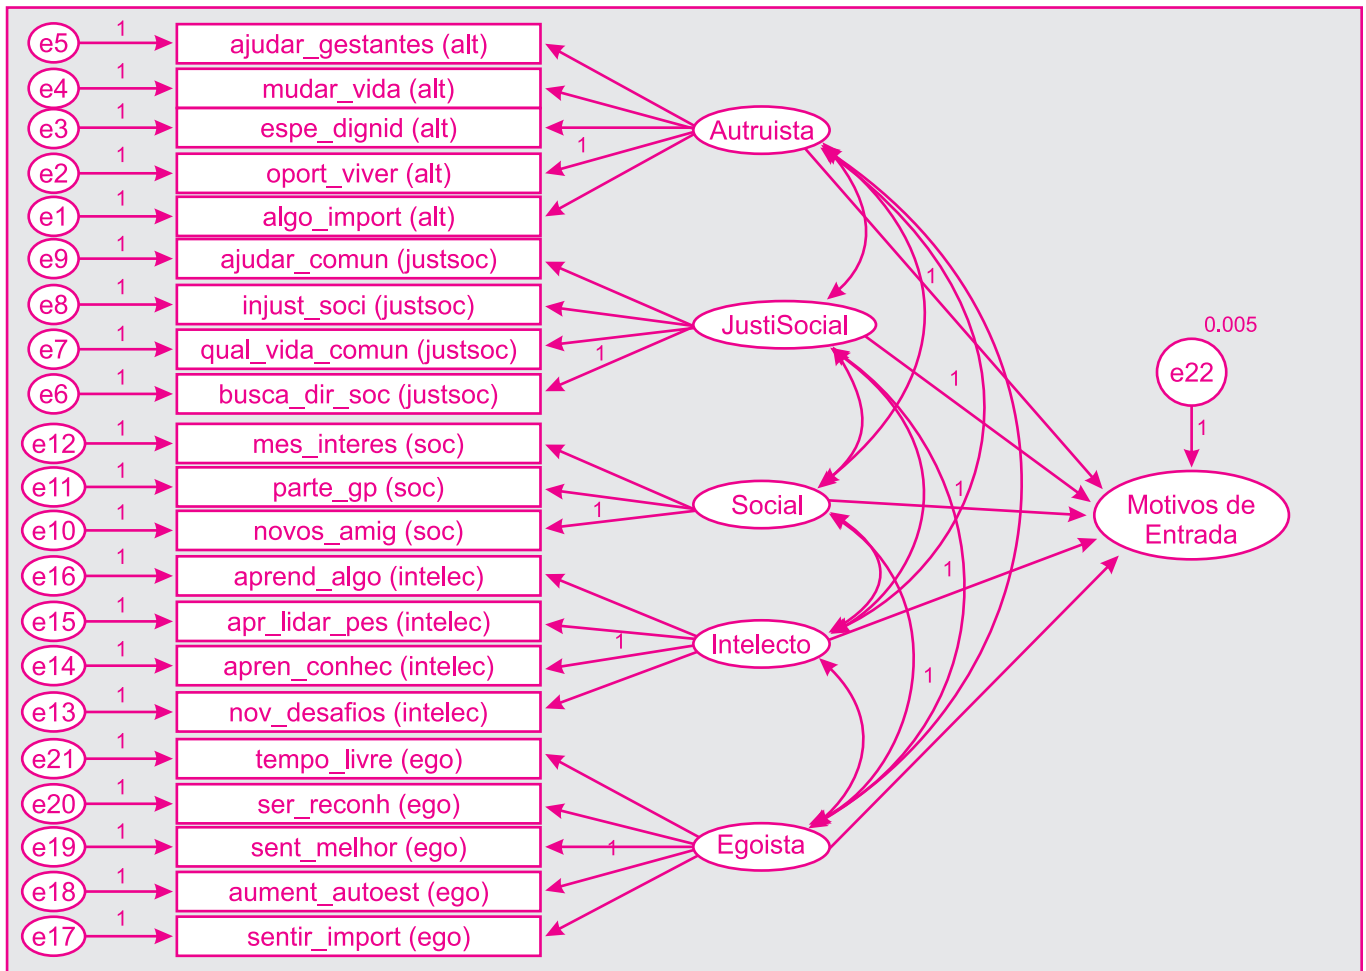 e5 1 ajudar_gestantes (alt)
e4 1 mudar_vida (alt)
e3 1 espe_dignid (alt)
e2 1 oport_viver (alt)
e1 1 algo_import (alt)
e9 1 ajudar_comun (justsoc)
e8 1 injust_soci (justsoc)
e7 1 qual_vida_comun (justsoc)
e6 1 busca_dir_soc (justsoc)
e12 1 mes_interes (soc)
e11 1 parte_gp (soc)
e10 1 novos_amig (soc)
e16 1 aprend_algo (intelec)
e15 1 apr_lidar_pes (intelec)
e14 1 apren_conhec (intelec)
e13 1 nov_desafios (intelec)
e21 1 tempo_livre (ego)
e20 1 ser_reconh (ego)
e19 1 sent_melhor (ego)
e18 1 aument_autoest (ego)
e17 1 sentir_import (ego)
1
1
1
1
1
Autruista
JustiSocial
Social
Intelecto
Egoista
1
1
1
1
1
0.005
e22
1
Motivos de
Entrada